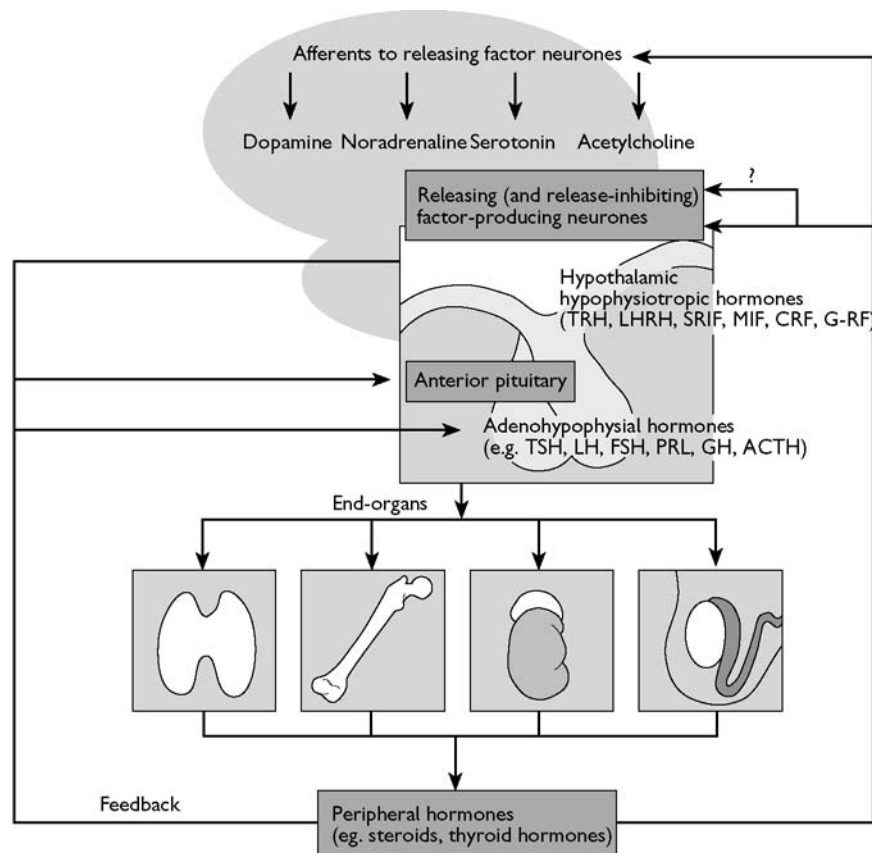 Afferents to releasing factor neurones
Dopamine Noradrenaline Serotonin Acetylcholine
?
Releasing (and release-inhibiting)
factor-producing neurones
Hypothalamic
hypophysiotropic hormones
(TRH, LHRH, SRIF, MIF, CRF, G-RF)
Anterior pituitary
Adenohypophysial hormones
(e.g. TSH, LH, FSH, PRL, GH, ACTH)
End-organs
Feedback
Peripheral hormones
(eg. steroids, thyroid hormones)